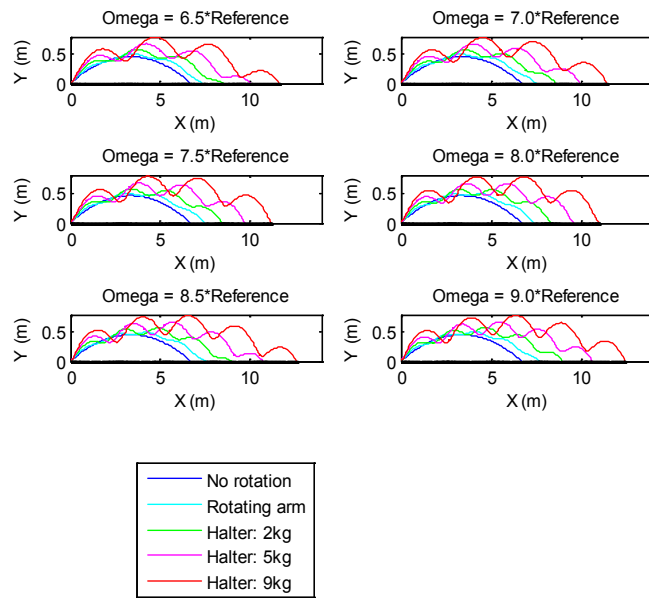 Omega = 6.5*Reference
Y (m)
0.5
0
0 5 10
X (m)
Omega = 7.0*Reference
Y (m)
0.5
0
0 5 10
X (m)
Omega = 7.5*Reference
Y (m)
0.5
0
0 5 10
X (m)
Omega = 8.0*Reference
Y (m)
0.5
0
0 5 10
X (m)
Omega = 8.5*Reference
Y (m)
0.5
0
0 5 10
X (m)
Omega = 9.0*Reference
Y (m)
0.5
0
0 5 10
X (m)
No rotation
Rotating arm
Halter: 2kg
Halter: 5kg
Halter: 9kg